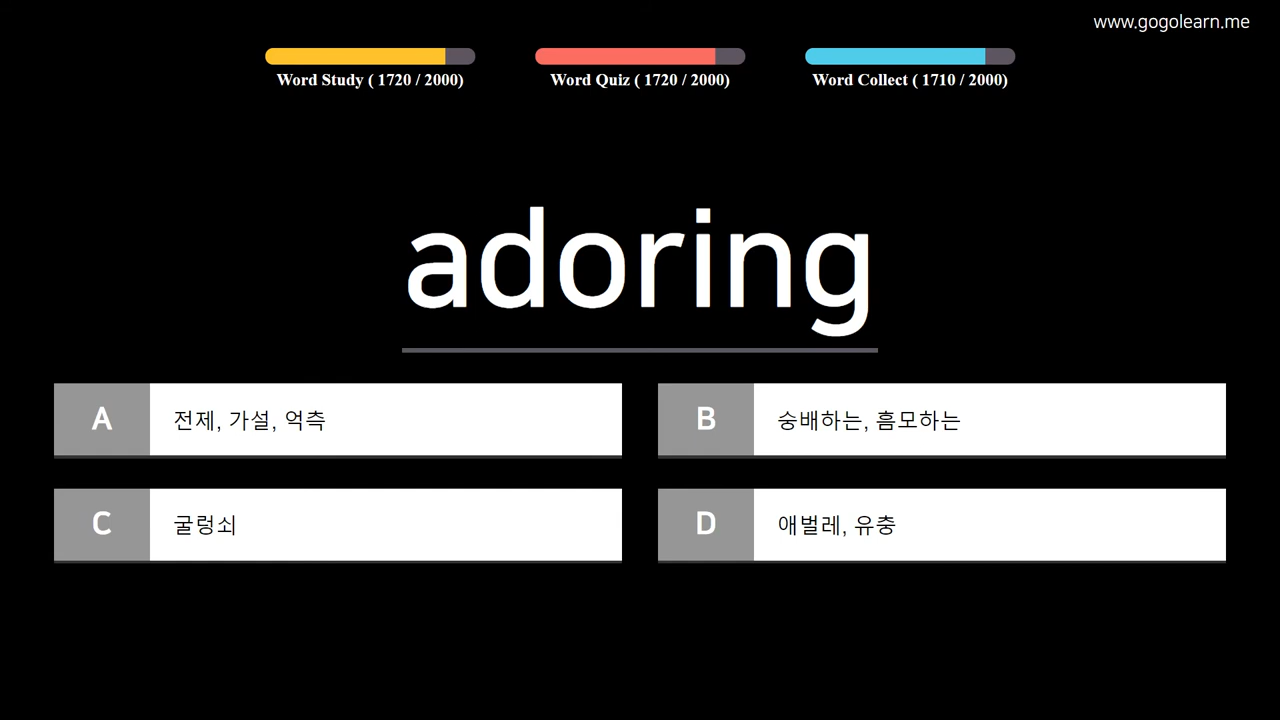 www.gogolearn.me
Word Study ( 1720 / 2000)
Word Quiz ( 1720 / 2000)
Word Collect ( 1710 / 2000)
adoring
A 전제, 가설, 억측
B 숭배하는, 흠모하는
C 굴렁쇠
D 애벌레, 유충